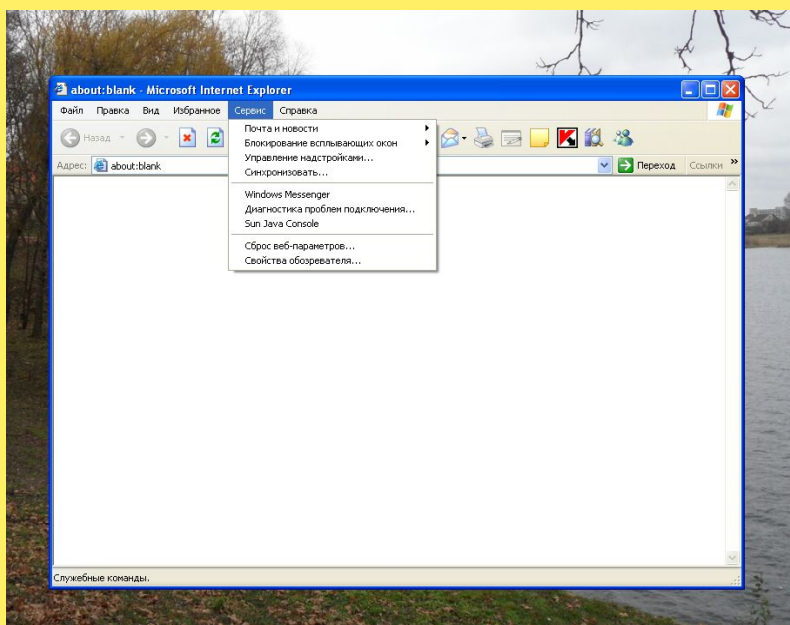 about:blank - Microsoft Internet Explorer
Файл Правка Вид Избранное Сервис Справка
Назад
Адрес: about:blank Переход Ссылки »
Почта и новости
Блокирование всплывающих окон
Управление надстройками...
Синхронизовать...
Windows Messenger
Диагностика проблем подключения...
Sun Java Console
Сброс веб-параметров...
Свойства обозревателя...
Служебные команды.